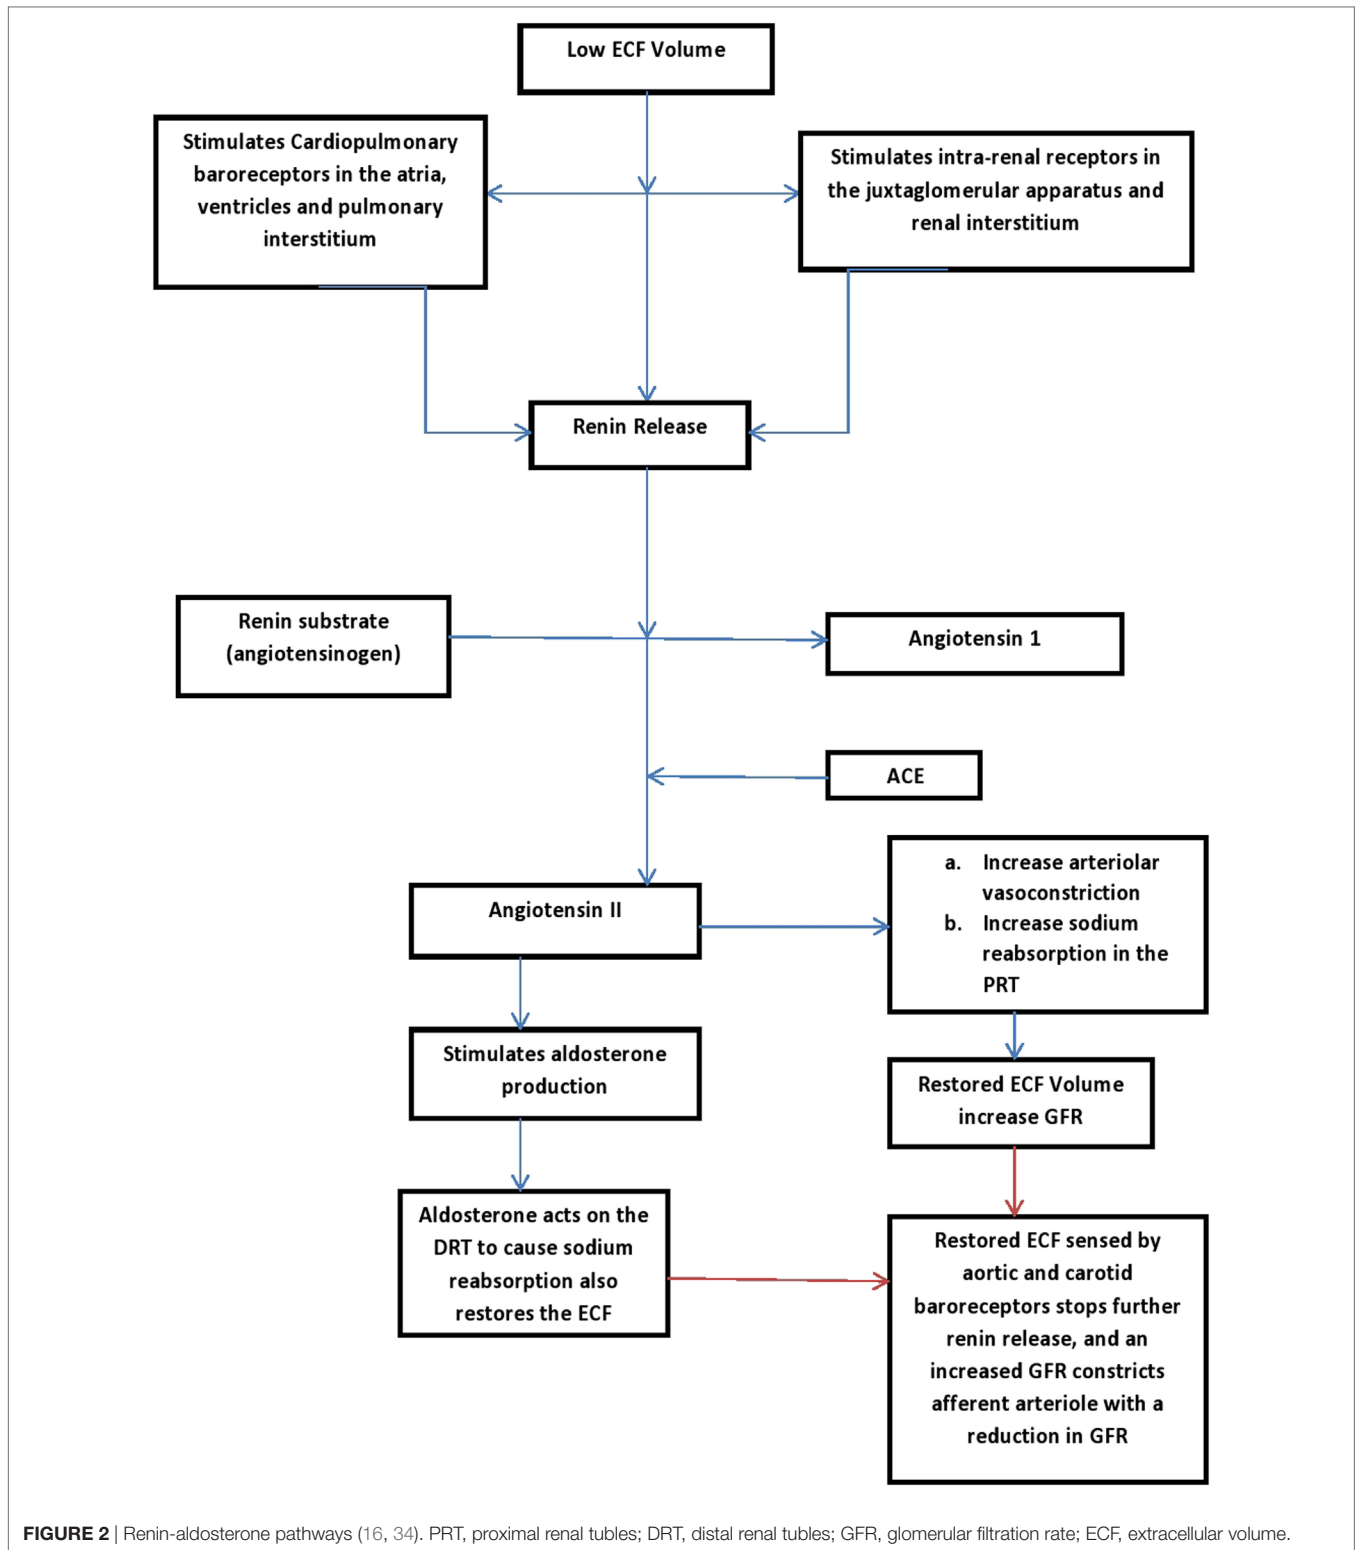 Low ECF Volume
Stimulates Cardiopulmonary
baroreceptors in the atria,
ventricles and pulmonary
interstitium
Stimulates intra-renal receptors in
the juxtaglomerular apparatus and
renal interstitium
Renin Release
Renin substrate
(angiotensinogen)
Angiotensin 1
ACE
Angiotensin II
a. Increase arteriolar
vasoconstriction
b. Increase sodium
reabsorption in the
PRT
Stimulates aldosterone
production
Restored ECF Volume
increase GFR
Aldosterone acts on the
DRT to cause sodium
reabsorption also
restores the ECF
Restored ECF sensed by
aortic and carotid
baroreceptors stops further
renin release, and an
increased GFR constricts
afferent arteriole with a
reduction in GFR
FIGURE 2 | Renin-aldosterone pathways (16, 34). PRT, proximal renal tubles; DRT, distal renal tubles; GFR, glomerular filtration rate; ECF, extracellular volume.